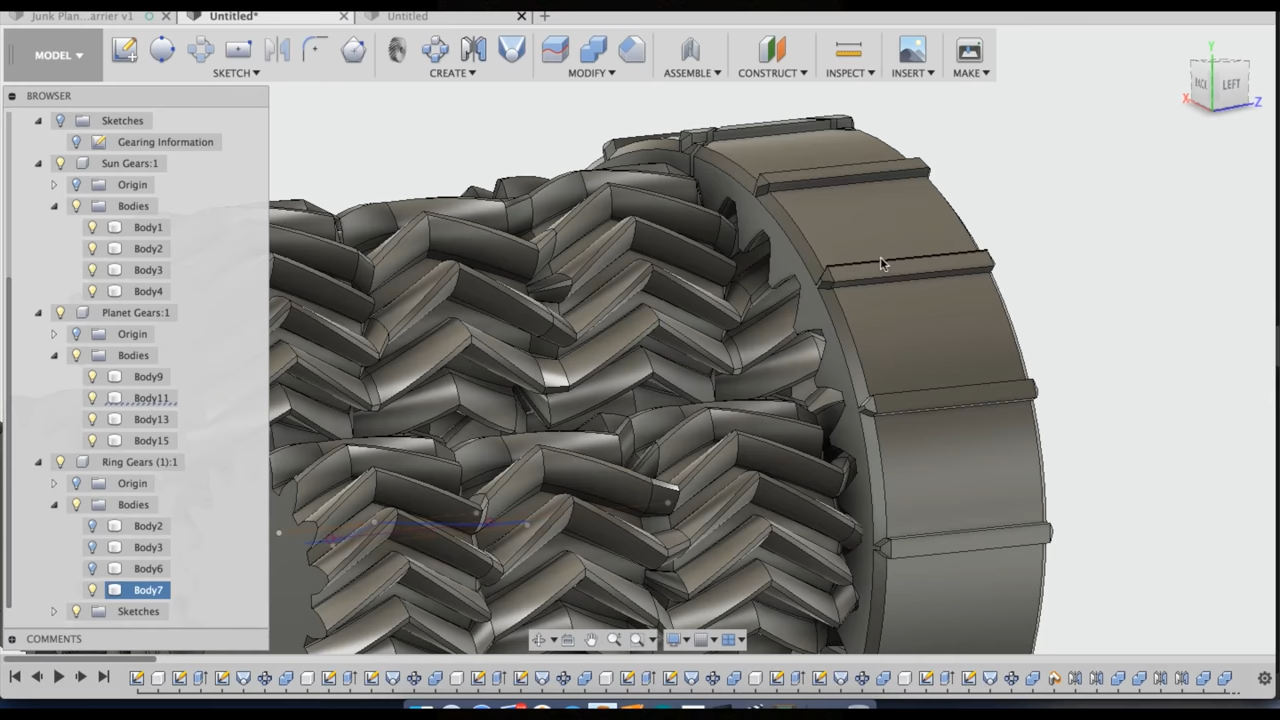 Junk Plan...arrier v1
Untitled*
Untitled
MODEL
SKETCH
CREATE
MODIFY
ASSEMBLE
CONSTRUCT
INSPECT
INSERT
MAKE
Y
LEFT
X
Z
BROWSER
Sketches
Gearing Information
Sun Gears:1
Origin
Bodies
Body1
Body2
Body3
Body4
Planet Gears:1
Origin
Bodies
Body9
Body11
Body13
Body15
Ring Gears (1):1
Origin
Bodies
Body2
Body3
Body6
Body7
Sketches
COMMENTS